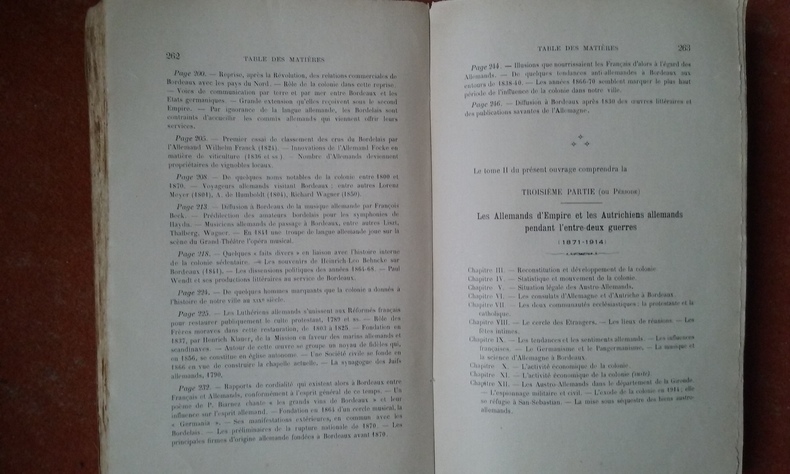 262
TABLE DES MATIÈRES
Page 200. — Reprise, après la Révolution, des relations commerciales de
Bordeaux avec les pays du Nord. — Rôle de la colonie dans cette reprise.
— Voies de communication par terre et par mer entre Bordeaux et les
Etats germaniques. — Grande extension qu'elles reçoivent sous le second
Empire. — Par ignorance de la langue allemande, les Bordelais sont
contraints d'accueillir les commis allemands qui viennent offrir leurs
services.
Page 205. — Premier essai de classement des crus du Bordelais par
l'Allemand Wilhelm Franck (1824). — Innovations de l'Allemand Focke en
matière de viticulture (1836 et ss.). — Nombre d'Allemands deviennent
propriétaires de vignobles locaux.
Page 208. — De quelques noms notables de la colonie entre 1800 et
1870. — Voyageurs allemands visitant Bordeaux : entre autres Lorenz
Meyer (1801), A. de Humboldt (1804), Richard Wagner (1850).
Page 213. — Diffusion à Bordeaux de la musique allemande par François
Beck. — Prédilection des amateurs bordelais pour les symphonies de
Haydn. — Musiciens allemands de passage à Bordeaux, entre autres Liszt,
Thalberg, Wagner. — En 1841 une troupe de langue allemande joue sur la
scène du Grand Théâtre l'opéra musical.
Page 218. — Quelques faits divers en liaison avec l'histoire interne
de la colonie sédentaire. — Les souvenirs de Heinrich-Leo Behncke sur
Bordeaux (1841). — Les dissensions politiques des années 1864-68. — Paul
Wendt et ses productions littéraires au service de Bordeaux.
Page 224. — De quelques hommes marquants que la colonie a donnés à
l'histoire de notre ville au XIXe siècle.
Page 225. — Les Luthériens allemands s'unissent aux Réformés français
pour restaurer publiquement le culte protestant, 1789 et ss. — Rôle des
Frères moraves dans cette restauration, de 1803 à 1825. — Fondation en
1837, par Heurich Klamer, de la Mission en faveur des marins allemands et
scandinaves. — Autour de cette œuvre se groupe un noyau de fidèles qui,
en 1856, se constitue en église autonome. — Une Société civile se fonde en
1866 en vue de construire la chapelle actuelle. — La synagogue des Juifs
allemands, 1790.
Page 232. — Rapports de cordialité qui existent alors à Bordeaux entre
Français et Allemands, conformément à l'esprit général de ce temps. — Un
poème de P. Biarnez chante « les grands vins de Bordeaux » et leur
influence sur l'esprit allemand. — Fondation en 1864 d'un cercle musical, la
« Germania ». — Ses manifestations extérieures, en commun avec les
Bordelais. — Les préliminaires de la rupture nationale de 1870. — Les
principales firmes d'origine allemande fondées à Bordeaux avant 1870.
TABLE DES MATIÈRES
263
Page 244. — Illusions que nourrissaient les Français d'alors à l'égard des
Allemands. — De quelques tendances anti-allemandes à Bordeaux aux
entours de 1838-40. — Les années 1866-70 semblent marquer le plus haut
période de l'influence de la colonie dans notre ville.
Page 246. — Diffusion à Bordeaux après 1830 des œuvres littéraires et
des publications savantes de l'Allemagne.
Le tome II du présent ouvrage comprendra la
TROISIÈME PARTIE (OU PÉRIODE)
Les Allemands d'Empire et les Autrichiens allemands
pendant l'entre-deux guerres
(1871-1914)
Chapitre III. — Reconstitution et développement de la colonie.
Chapitre IV. — Statistique et mouvement de la colonie.
Chapitre V. — Situation légale des Austro-Allemands.
Chapitre VI. — Les consulats d'Allemagne et d'Autriche à Bordeaux.
Chapitre VII — Les deux communautés ecclésiastiques : la protestante et la
catholique.
Chapitre VIII. — Le cercle des Etrangers. — Les lieux de réunions. — Les
fêtes intimes.
Chapitre IX. — Les tendances et les sentiments allemands. — Les influences
françaises. — Le Germanisme et le Pangermanisme. — La musique et
la science d'Allemagne à Bordeaux.
Chapitre X. — L'activité économique de la colonie.
Chapitre XI. — L'activité économique de la colonie (suite).
Chapitre XII. — Les Austro-Allemands dans le département de la Gironde.
— L'espionnage militaire et civil. — L'exode de la colonie en 1914 ; elle
se réfugie à San-Sebastian. — La mise sous séquestre des biens austro-
allemands.